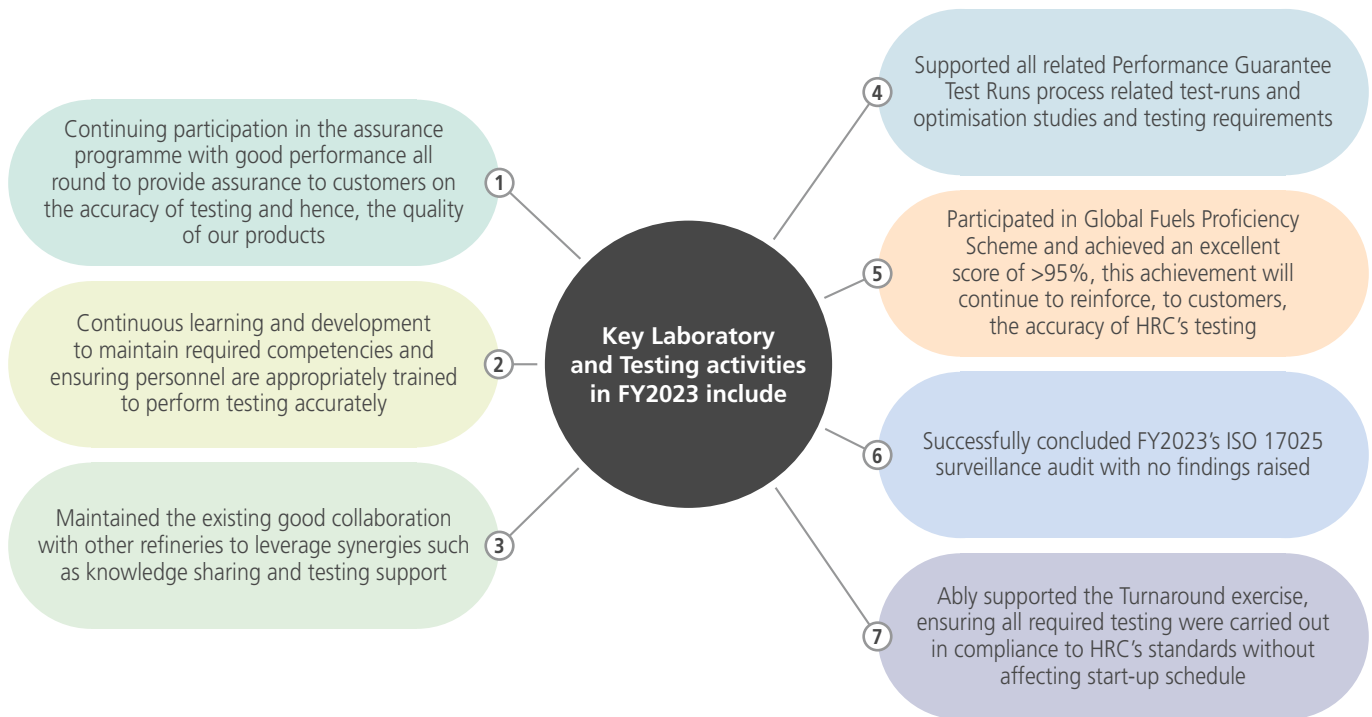 Key Laboratory
and Testing activities
in FY2023 include
1
Continuing participation in the assurance
programme with good performance all
round to provide assurance to customers on
the accuracy of testing and hence, the quality
of our products
2
Continuous learning and development
to maintain required competencies and
ensuring personnel are appropriately trained
to perform testing accurately
3
Maintained the existing good collaboration
with other refineries to leverage synergies such
as knowledge sharing and testing support
4
Supported all related Performance Guarantee
Test Runs process related test-runs and
optimisation studies and testing requirements
5
Participated in Global Fuels Proficiency
Scheme and achieved an excellent
score of >95%, this achievement will
continue to reinforce, to customers,
the accuracy of HRC’s testing
6
Successfully concluded FY2023’s ISO 17025
surveillance audit with no findings raised
7
Ably supported the Turnaround exercise,
ensuring all required testing were carried out
in compliance to HRC’s standards without
affecting start-up schedule